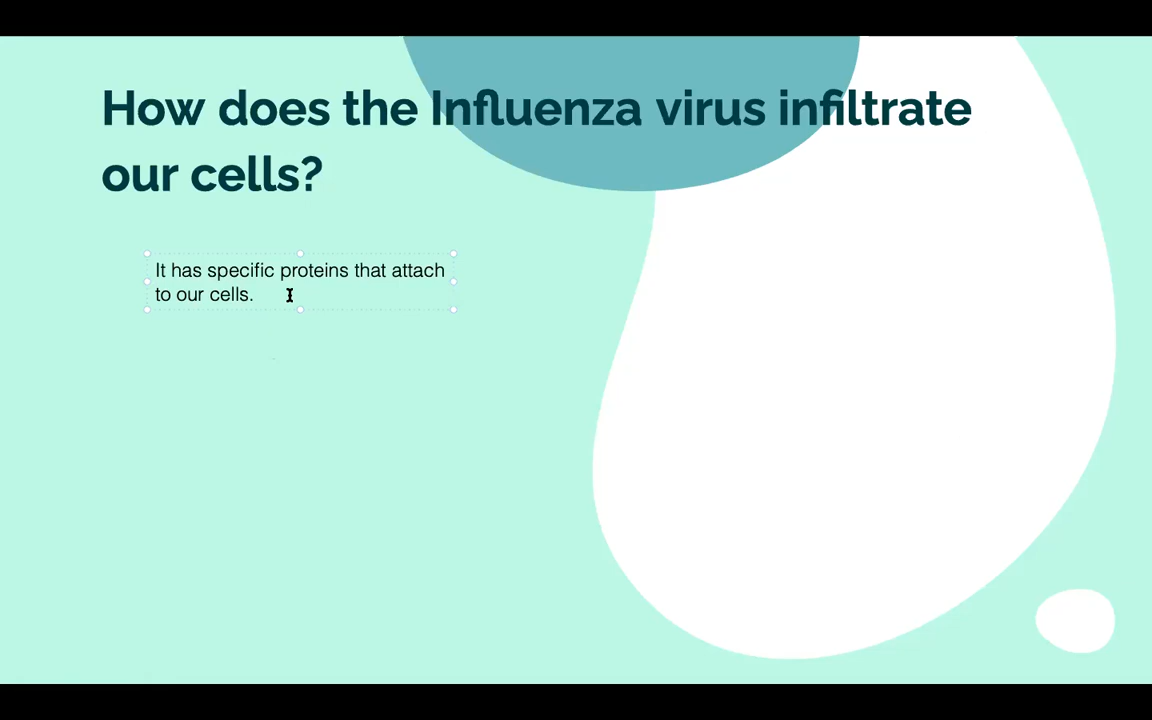 How does the Influenza virus infiltrate
our cells?
It has specific proteins that attach
to our cells.